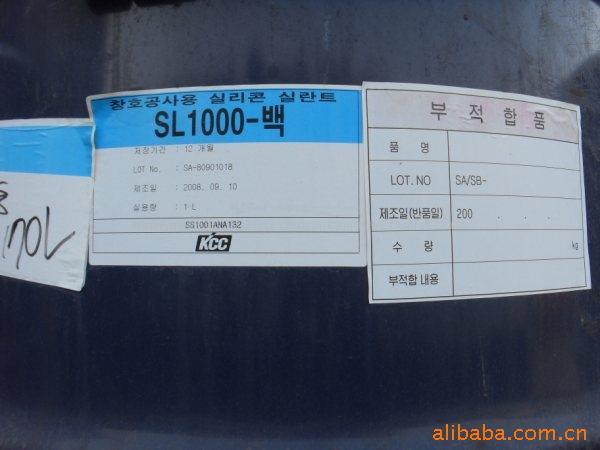 창호공사용 실리콘 실란트
SL1000-백
저장기간 : 12 개월
LOT No. : SA-80901018
제조일 : 2008. 09. 10
실용량 : 1 L
SS1001ANA132
KCC
부적합품
품 명
LOT. NO SA/SB-
제조일(반품일) 200 . . .
수 량 kg
부적합 내용
170L
alibaba.com.cn